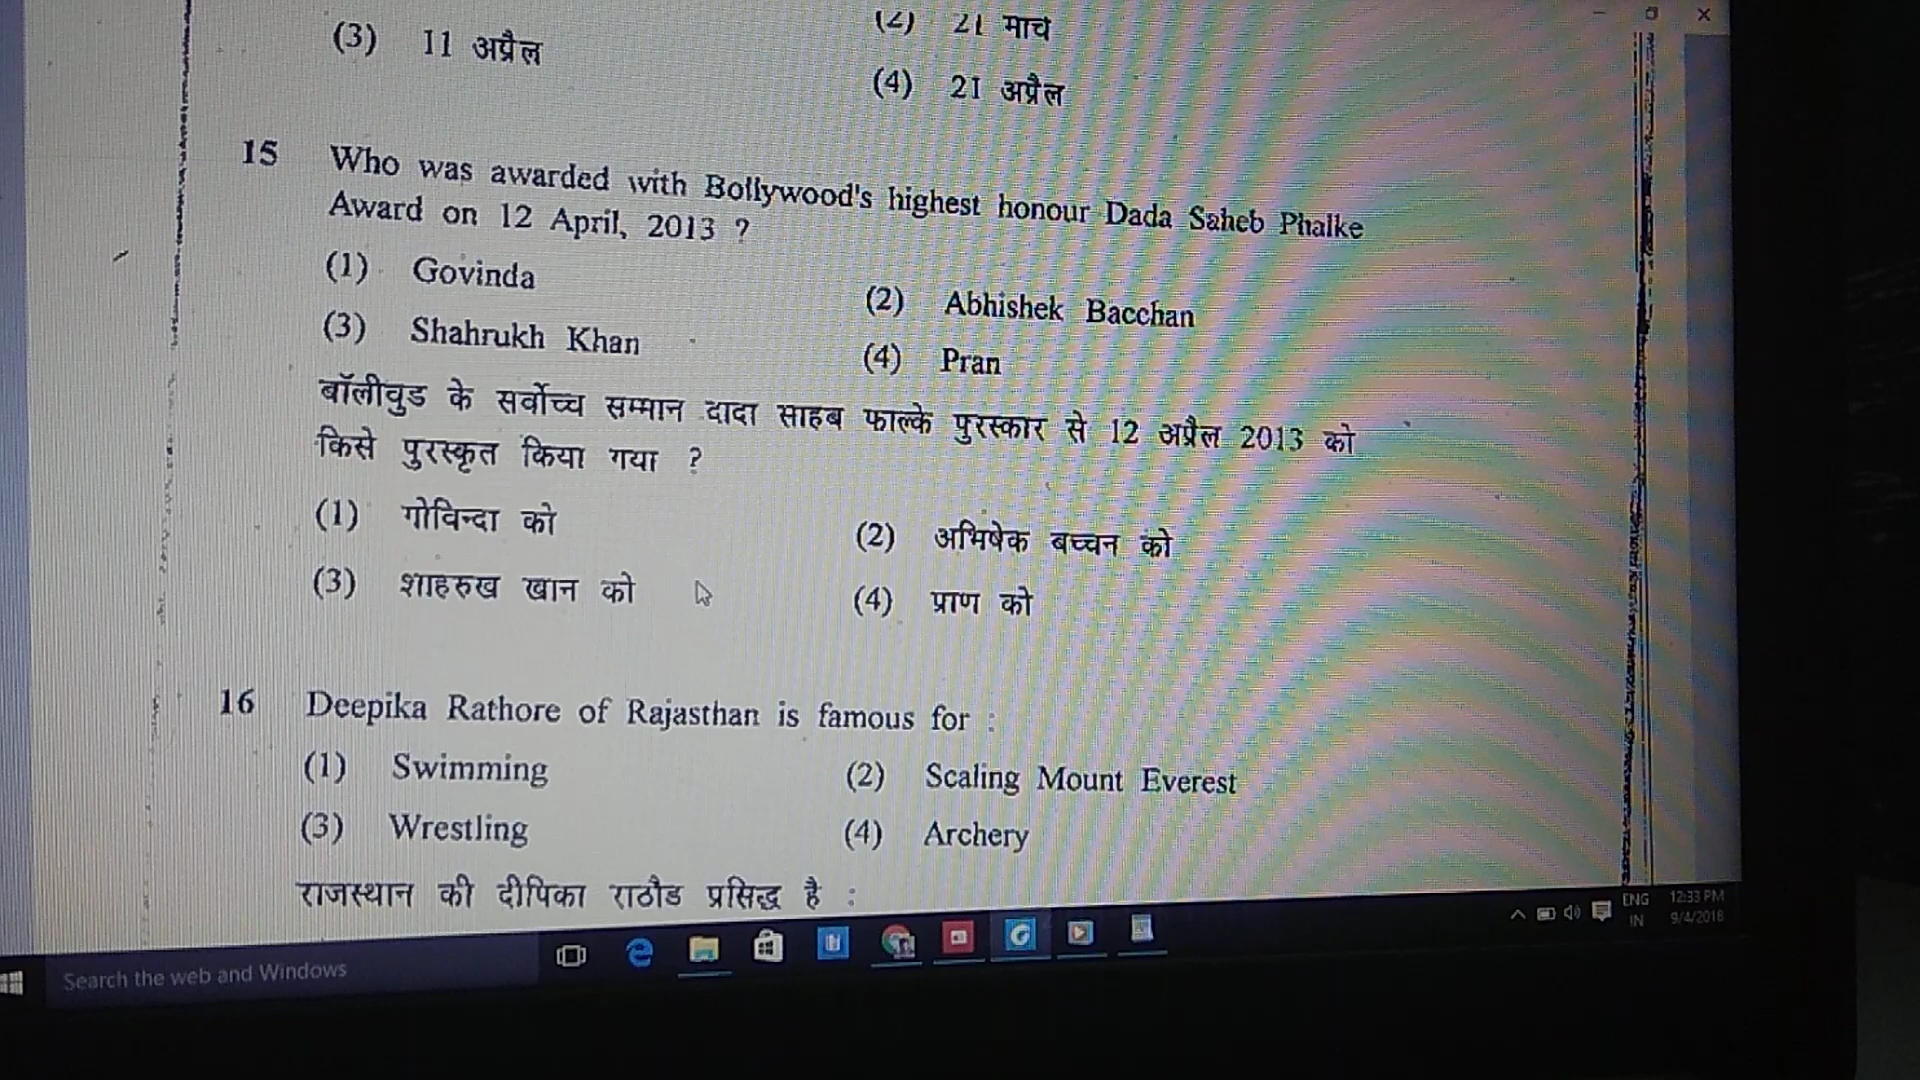 (3) 11 अप्रैल
(2) 21 मार्च
(4) 21 अप्रैल
15 Who was awarded with Bollywood's highest honour Dada Saheb Phalke
Award on 12 April, 2013 ?
(1) Govinda
(2) Abhishek Bacchan
(3) Shahrukh Khan
(4) Pran
बॉलीवुड के सर्वोच्च सम्मान दादा साहब फाल्के पुरस्कार से 12 अप्रैल 2013 को
किसे पुरस्कृत किया गया ?
(1) गोविन्दा को
(2) अभिषेक बच्चन को
(3) शाहरुख खान को
(4) प्राण को
16 Deepika Rathore of Rajasthan is famous for :
(1) Swimming
(2) Scaling Mount Everest
(3) Wrestling
(4) Archery
राजस्थान की दीपिका राठौड प्रसिद्ध है :
ENG 12:33 PM
IN 9/4/2018
Search the web and Windows